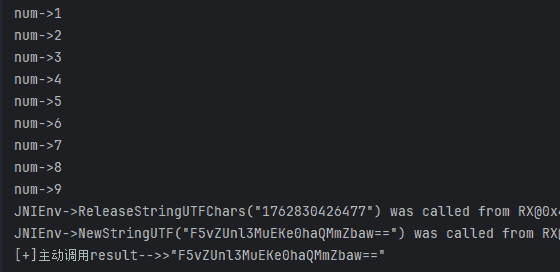 num->1
num->2
num->3
num->4
num->5
num->6
num->7
num->8
num->9
JNIEnv->ReleaseStringUTFChars("1762830426477") was called from RX@0x4
JNIEnv->NewStringUTF("F5vZUnl3MuEKe0haQMmZbaw==") was called from RX@
[+]主动调用result-->>"F5vZUnl3MuEKe0haQMmZbaw=="